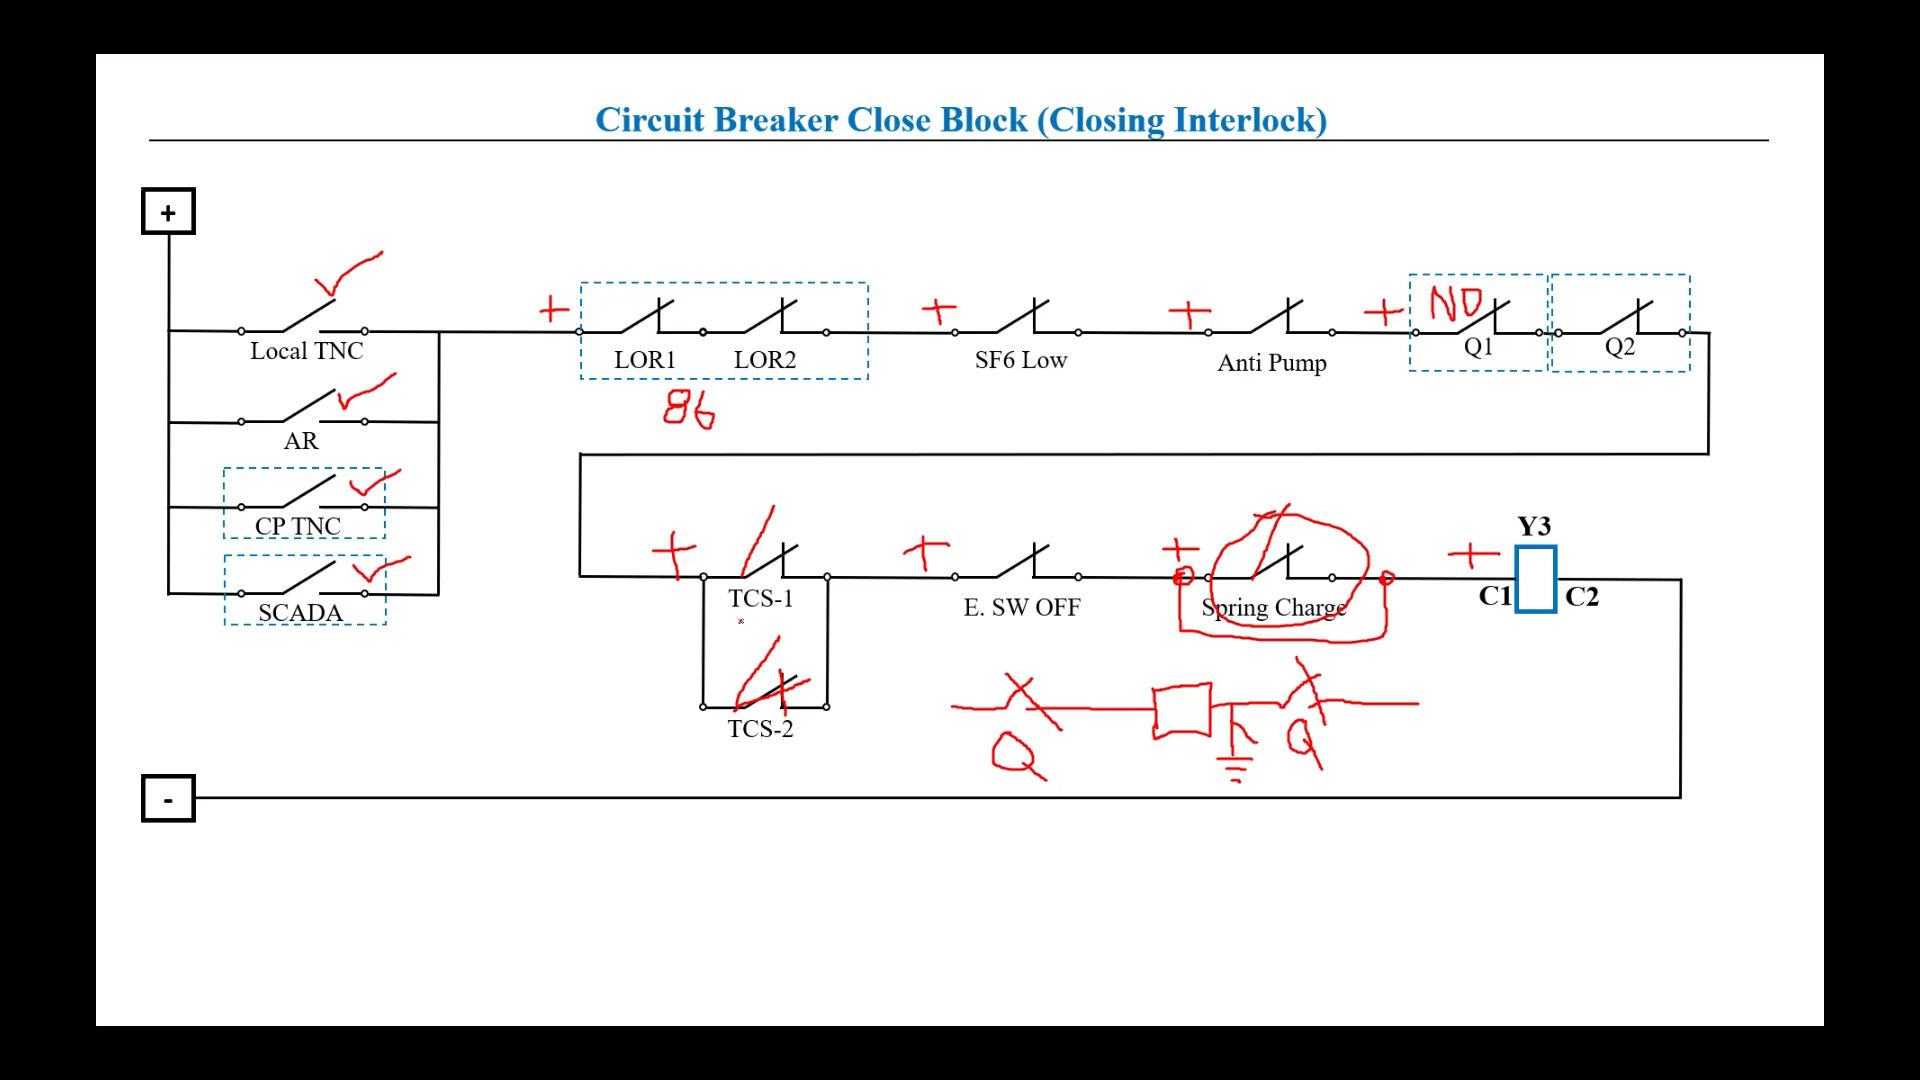 Circuit Breaker Close Block (Closing Interlock)
+
Local TNC
AR
CP TNC
SCADA
+
LOR1 LOR2
86
+
SF6 Low
+
Anti Pump
+
NO
Q1
Q2
+
TCS-1
TCS-2
+
E. SW OFF
+
Spring Charge
+
Y3
C1 C2
Q
Q
-